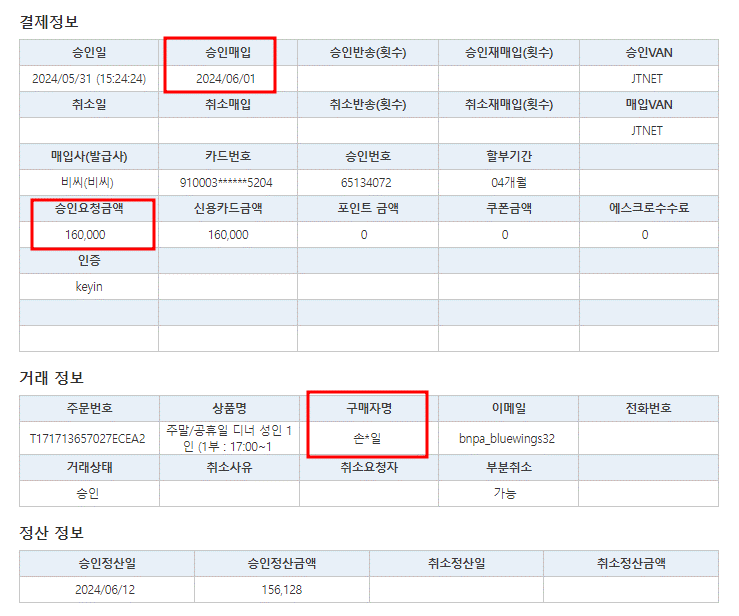 결제정보
승인일 승인매입 승인반송(횟수) 승인재매입(횟수) 승인VAN
2024/05/31 (15:24:24) 2024/06/01 JTNET
취소일 취소매입 취소반송(횟수) 취소재매입(횟수) 매입VAN
JTNET
매입사(발급사) 카드번호 승인번호 할부기간
비씨(비씨) 910003******5204 65134072 04개월
승인요청금액 신용카드금액 포인트 금액 쿠폰금액 에스크로수수료
160,000 160,000 0 0 0
인증
keyin
거래 정보
주문번호 상품명 구매자명 이메일 전화번호
T171713657027ECEA2 주말/공휴일 디너 성인 1 손*일 bnpa_bluewings32
인 (1부 : 17:00~1
거래상태 취소사유 취소요청자 부분취소
승인 가능
정산 정보
승인정산일 승인정산금액 취소정산일 취소정산금액
2024/06/12 156,128